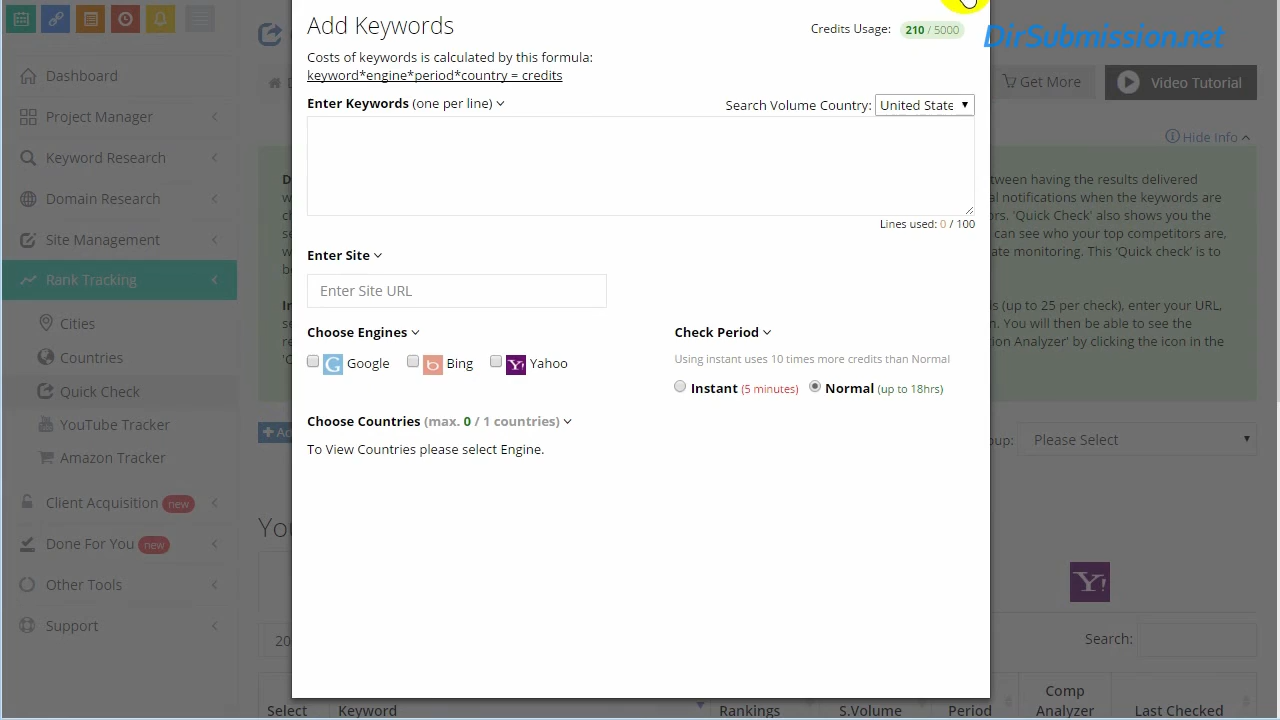 Add Keywords
Credits Usage: 210 / 5000
DirSubmission.net
Costs of keywords is calculated by this formula:
keyword*engine*period*country = credits
Dashboard
Get More
Video Tutorial
Enter Keywords (one per line)
Search Volume Country: United State
Project Manager
Hide Info
Keyword Research
tween having the results delivered
Domain Research
al notifications when the keywords are
ors. 'Quick Check' also shows you the
Lines used: 0 / 100
Site Management
can see who your top competitors are,
ate monitoring. This 'Quick check' is to
Enter Site
Rank Tracking
Enter Site URL
s (up to 25 per check), enter your URL,
Cities
n. You will then be able to see the
Choose Engines
Check Period
ion Analyzer' by clicking the icon in the
Countries
Using instant uses 10 times more credits than Normal
Google
Bing
Yahoo
Quick Check
Instant (5 minutes)
Normal (up to 18hrs)
YouTube Tracker
Choose Countries (max. 0 / 1 countries)
oup:
Please Select
To View Countries please select Engine.
Amazon Tracker
Client Acquisition new
You
Done For You new
Other Tools
Y!
Support
20
Search:
Select
Keyword
Rankings
S.Volume
Period
Comp
Analyzer
Last Checked